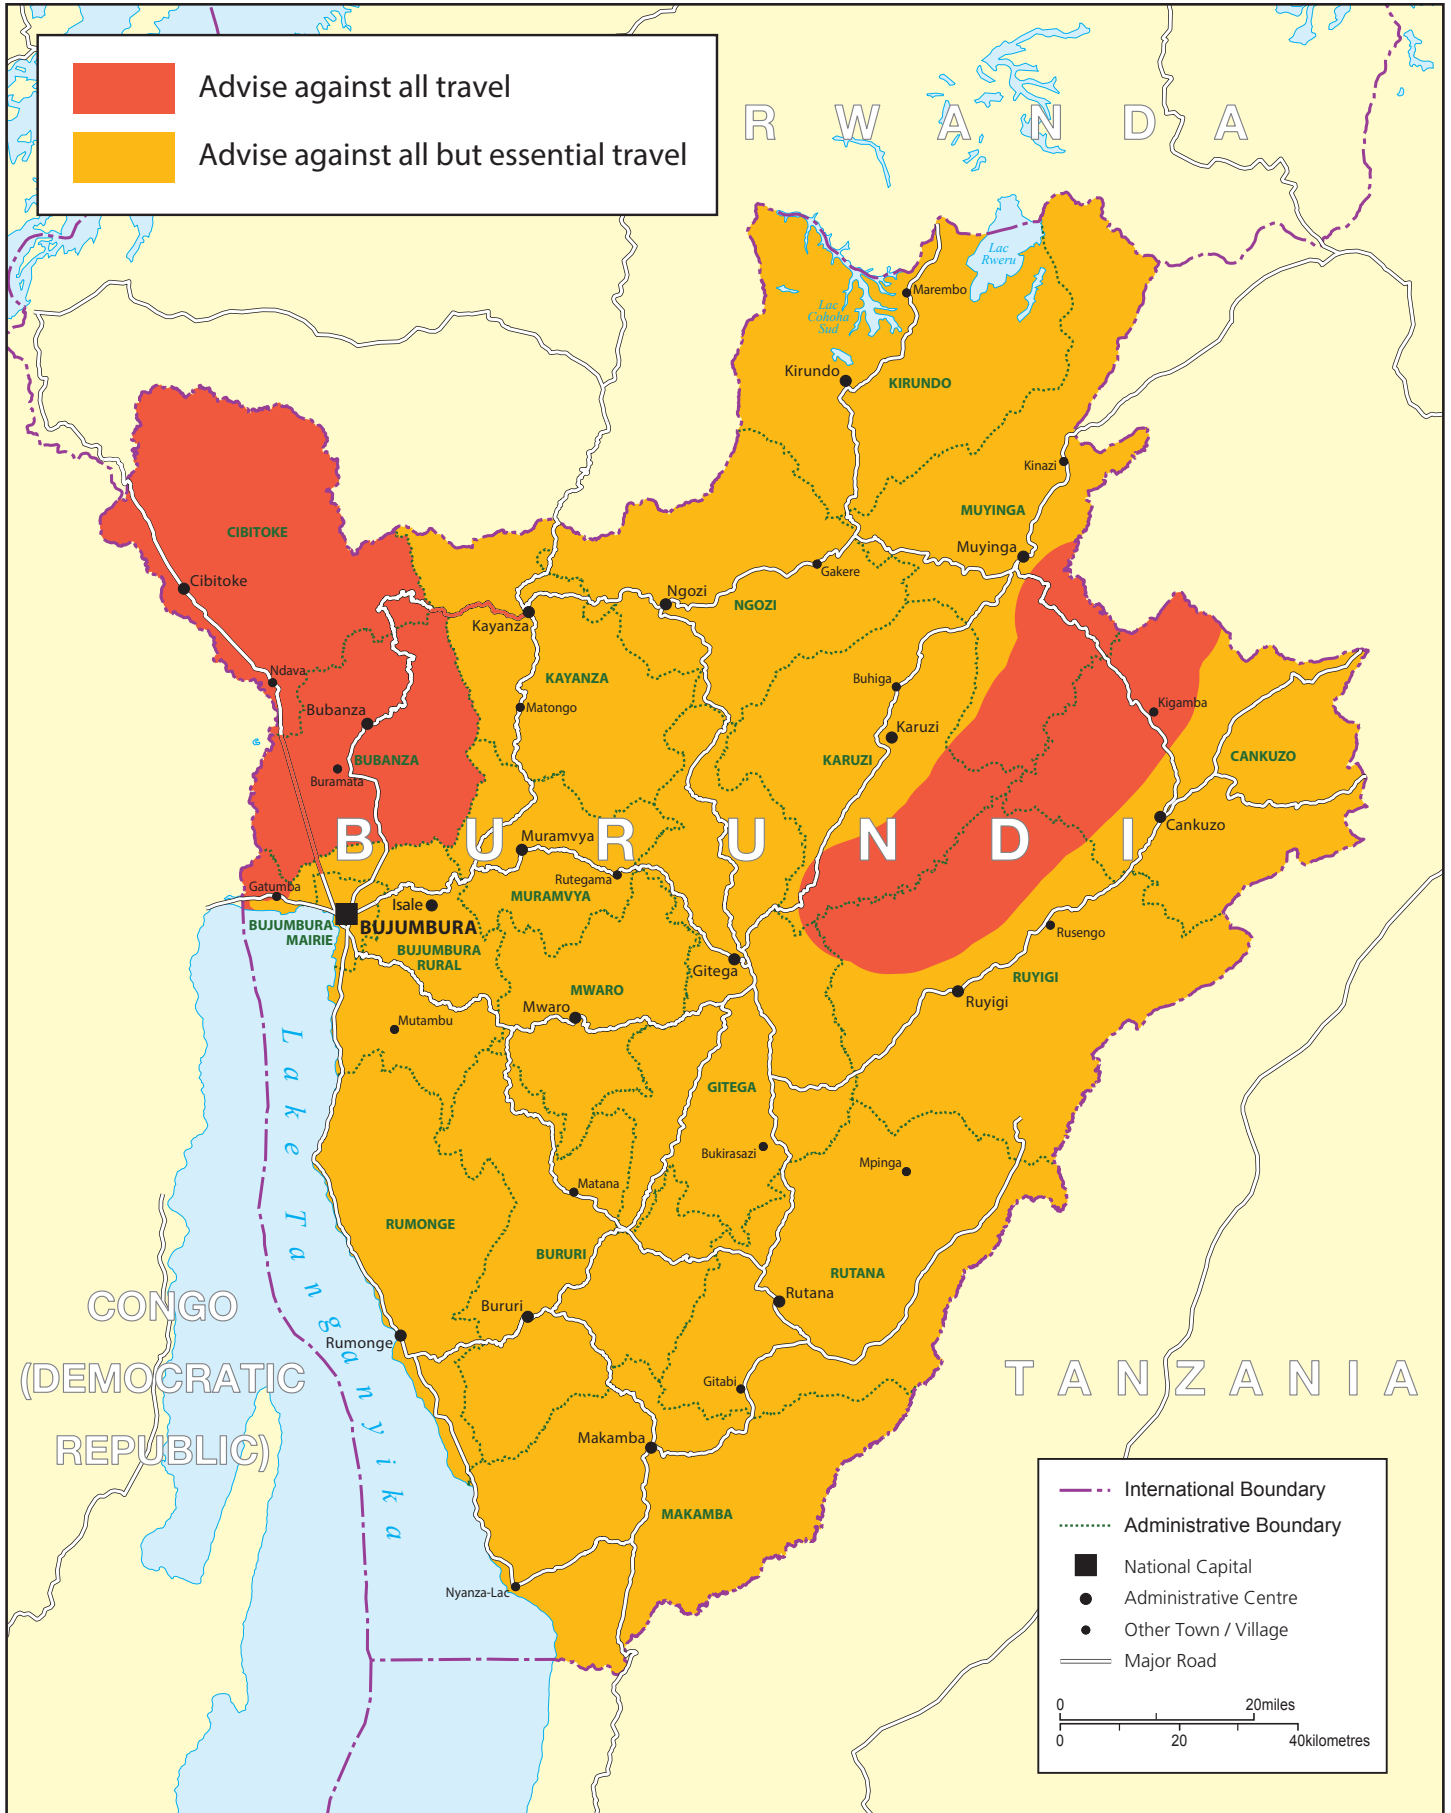 Advise against all travel
Advise against all but essential travel
R W A N D A
Lac
Rweru
Marembo
Lac
Cohoha
Sud
Kirundo
KIRUNDO
Kinazi
MUYINGA
CIBITOKE
Muyinga
Gakere
Cibitoke
Ngozi
NGOZI
Kayanza
Ndava
KAYANZA
Buhiga
Bubanza
Matongo
Kigamba
Karuzi
BUBANZA
KARUZI
CANKUZO
Buramata
B U R U N D I
Muramvya
Cankuzo
Rutegama
Gatumba
MURAMVYA
Isale
BUJUMBURA
BUJUMBURA
MAIRIE
Rusengo
BUJUMBURA
RURAL
Gitega
RUYIGI
MWARO
Ruyigi
Mwaro
Mutambu
Lake Tanganyika
GITEGA
Bukirasazi
Mpinga
Matana
RUMONGE
BURURI
RUTANA
Rutana
Bururi
CONGO
(DEMOCRATIC
REPUBLIC)
Rumonge
T A N Z A N I A
Gitabi
Makamba
MAKAMBA
Nyanza-Lac
International Boundary
Administrative Boundary
National Capital
Administrative Centre
Other Town / Village
Major Road
0 20miles
0 20 40kilometres